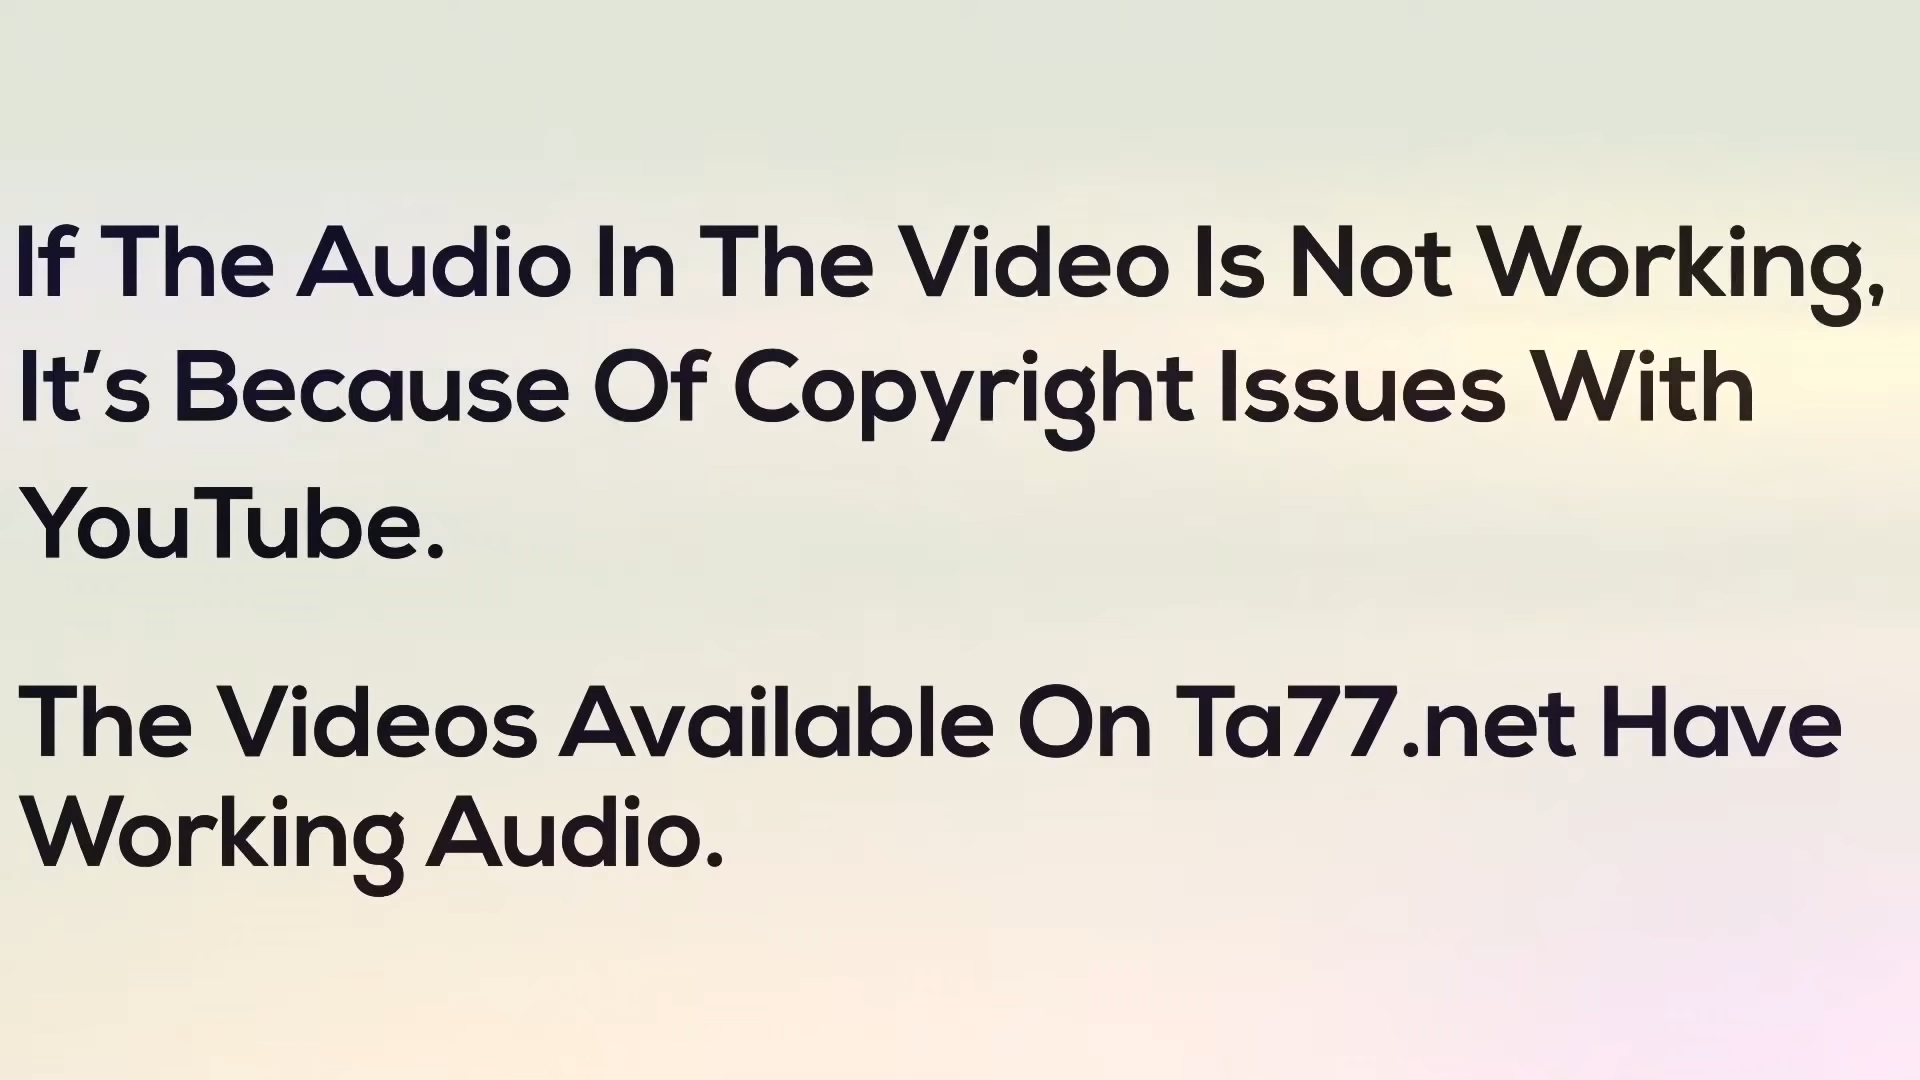 If The Audio In The Video Is Not Working,
It’s Because Of Copyright Issues With
YouTube.
The Videos Available On Ta77.net Have
Working Audio.